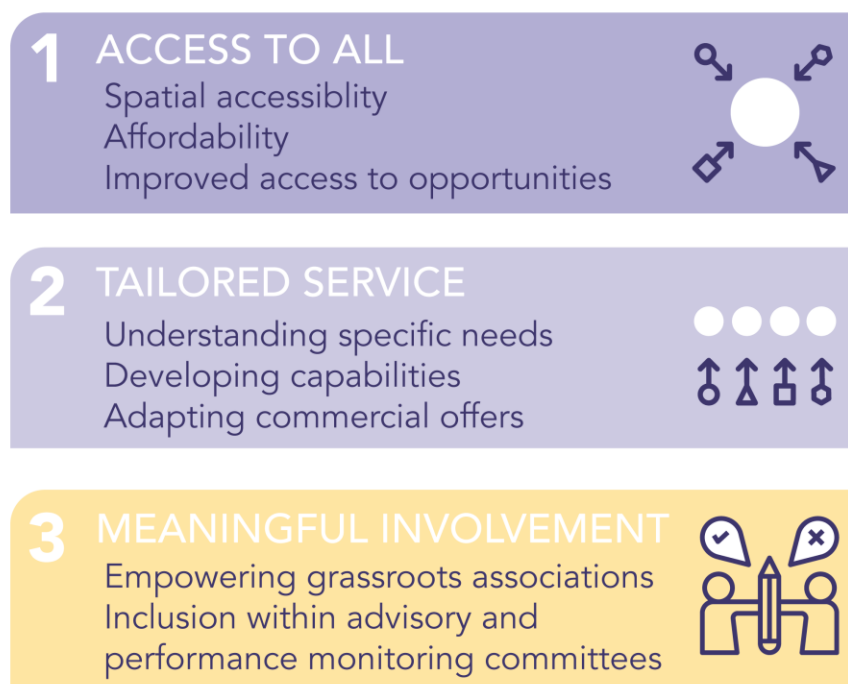 1 ACCESS TO ALL
Spatial accessiblity
Affordability
Improved access to opportunities
2 TAILORED SERVICE
Understanding specific needs
Developing capabilities
Adapting commercial offers
3 MEANINGFUL INVOLVEMENT
Empowering grassroots associations
Inclusion within advisory and
performance monitoring committees